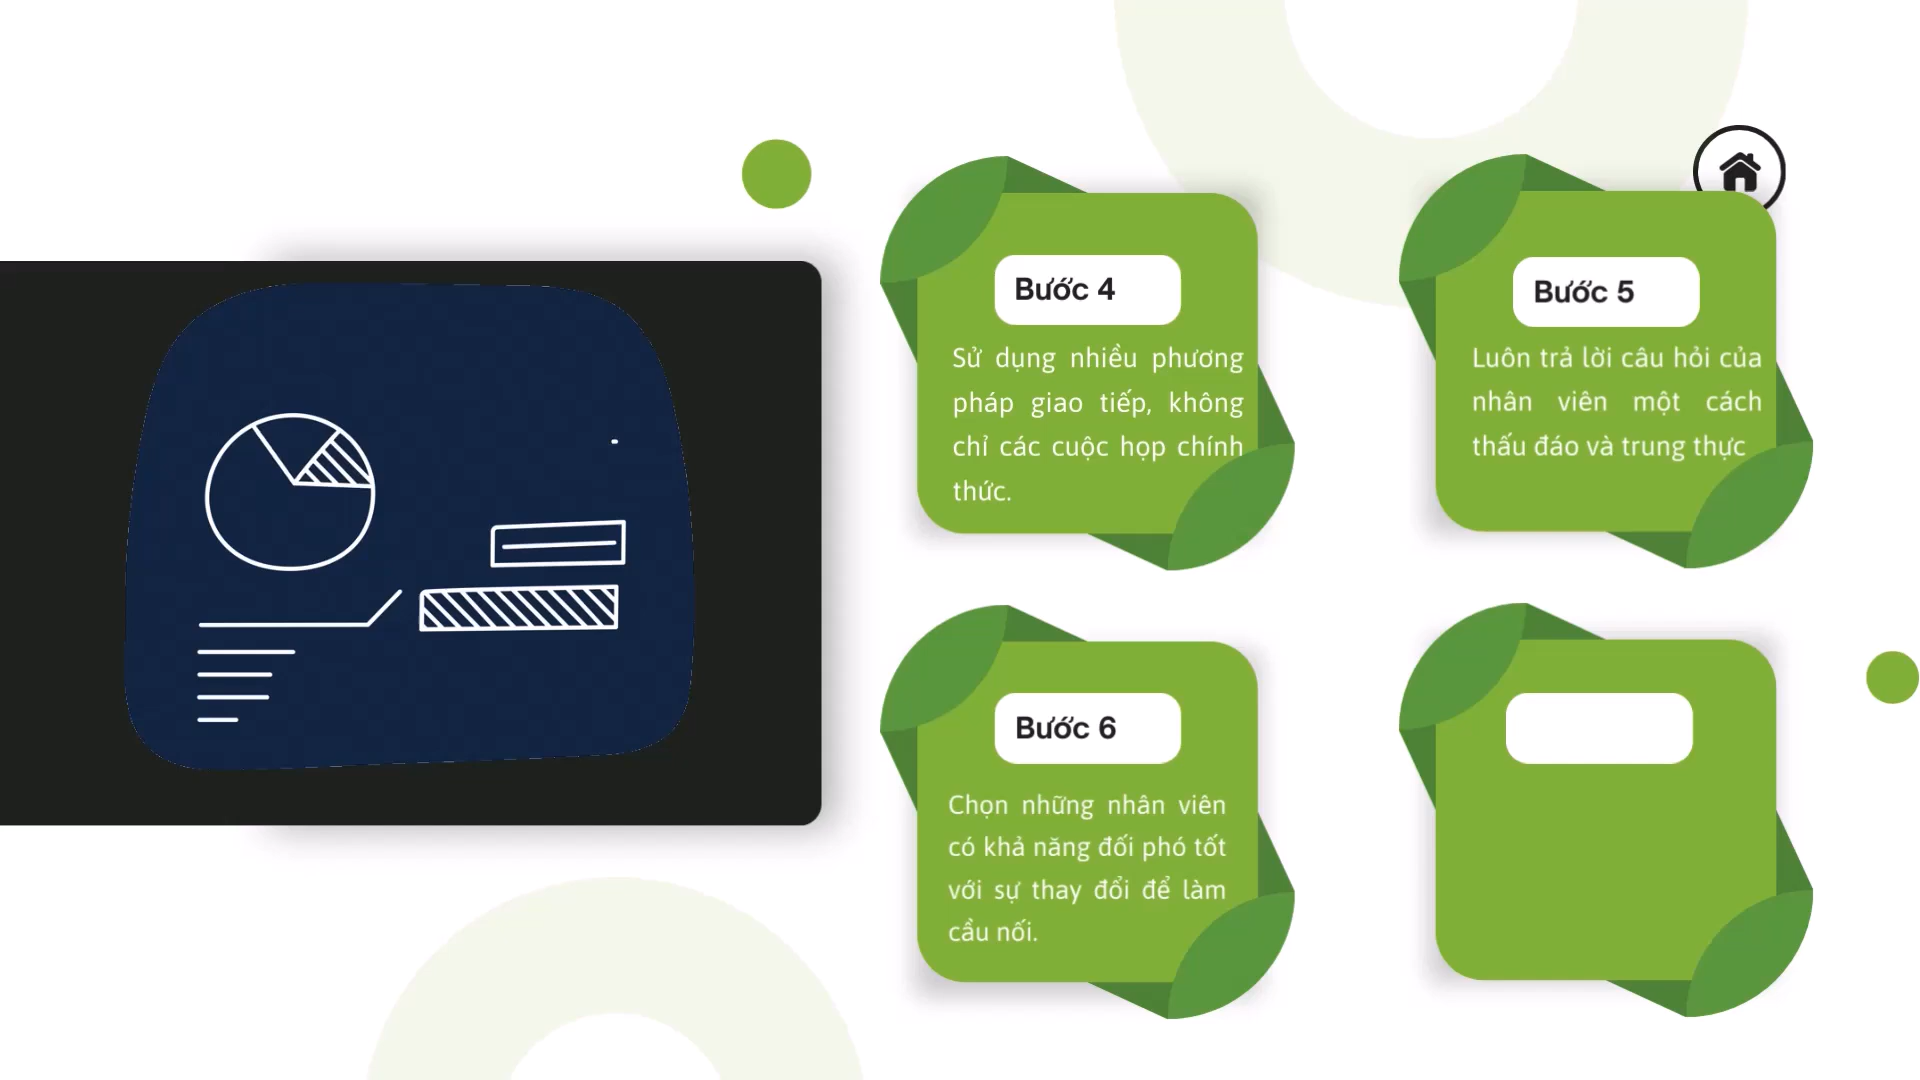 Bước 4
Sử dụng nhiều phương
pháp giao tiếp, không
chỉ các cuộc họp chính
thức.
Bước 5
Luôn trả lời câu hỏi của
nhân viên một cách
thấu đáo và trung thực
Bước 6
Chọn những nhân viên
có khả năng đối phó tốt
với sự thay đổi để làm
cầu nối.